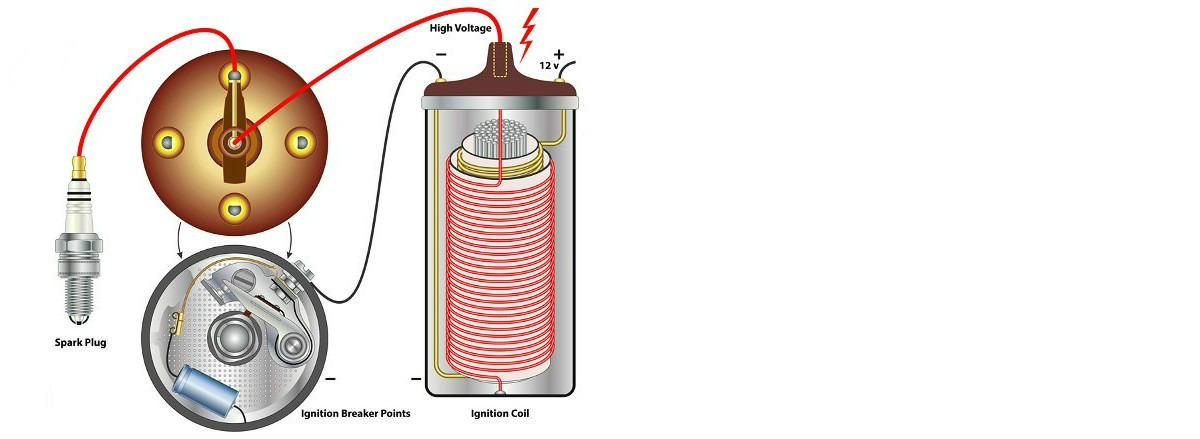 High Voltage
– +
12 v
Spark Plug
– –
Ignition Breaker Points
Ignition Coil